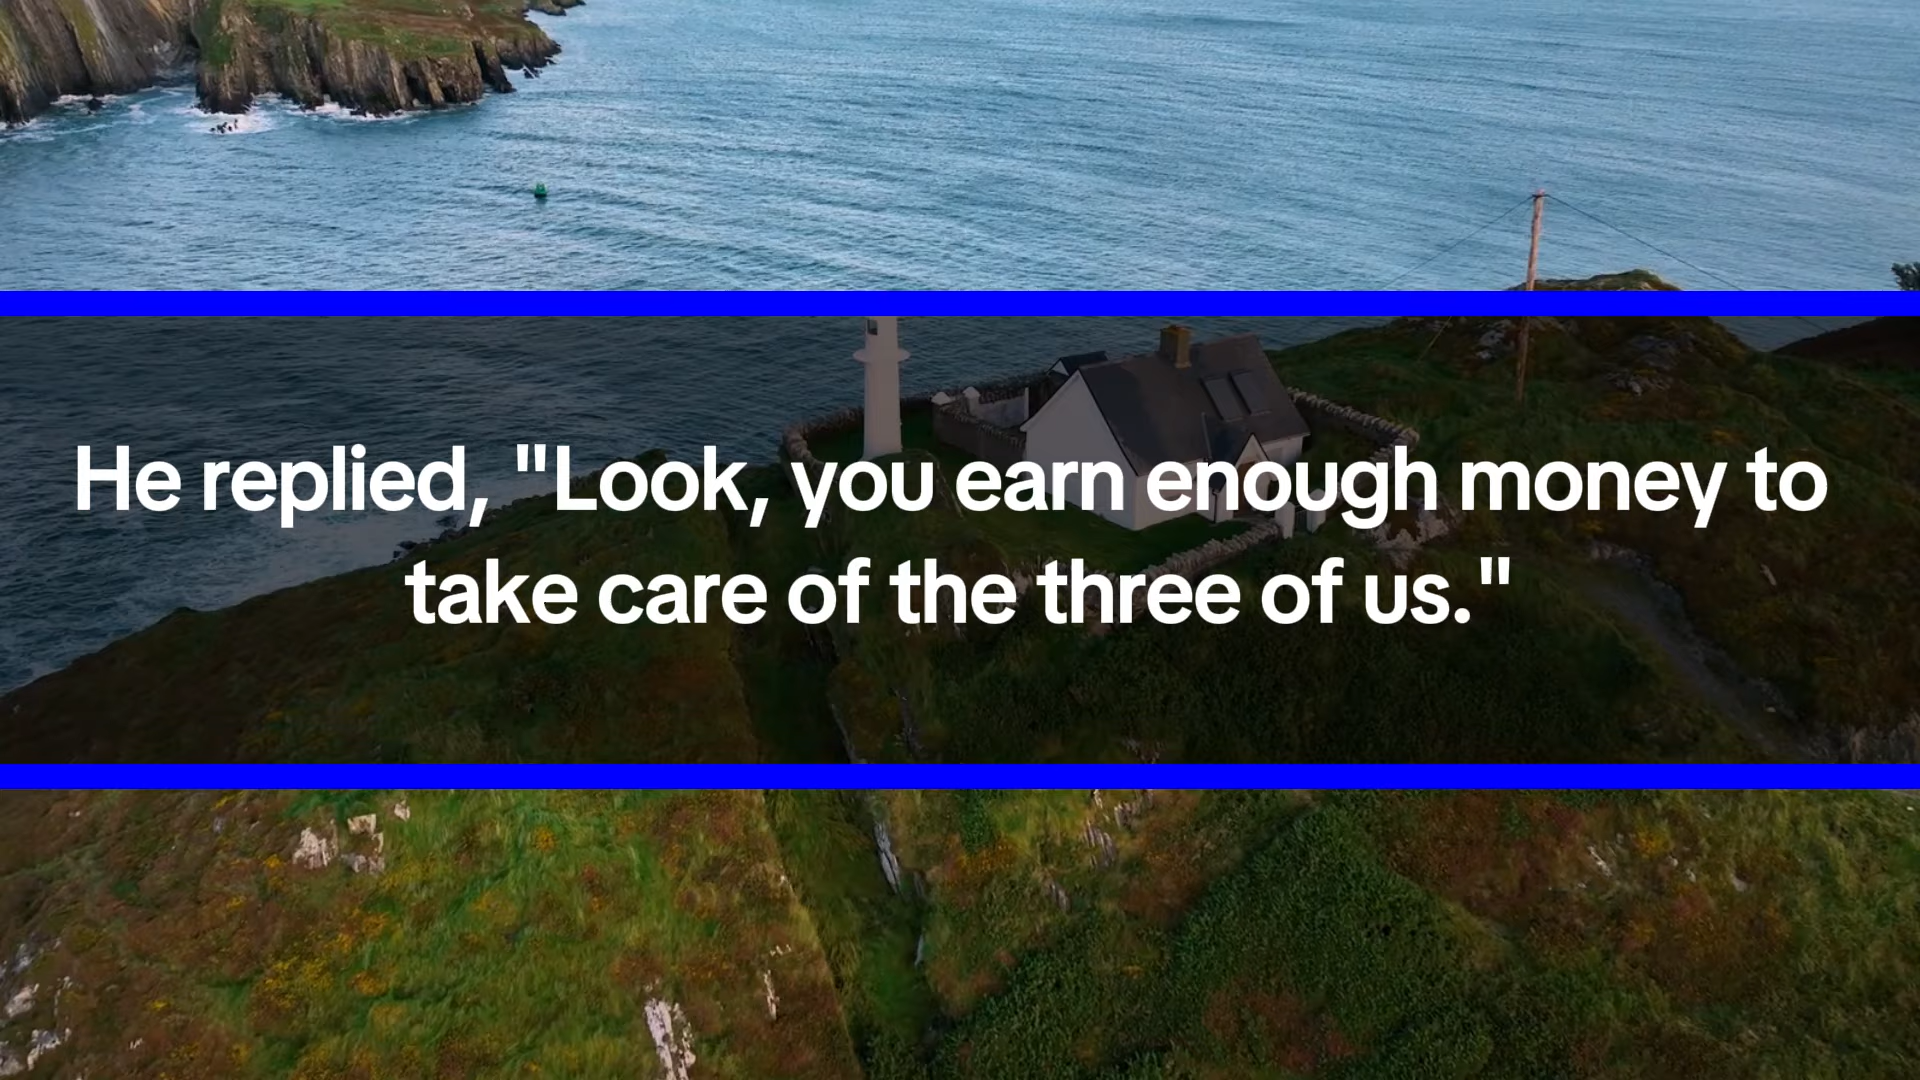 He replied, "Look, you earn enough money to
take care of the three of us."